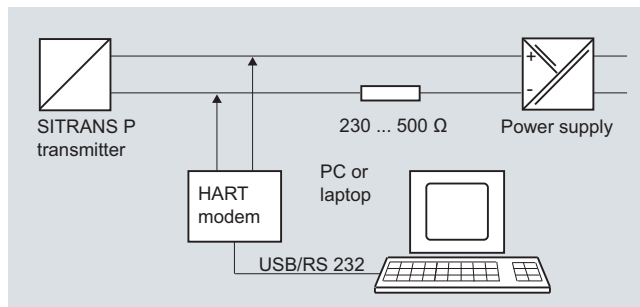 +
-
SITRANS P
transmitter
230 ... 500 Ω
Power supply
PC or
laptop
HART
modem
USB/RS 232